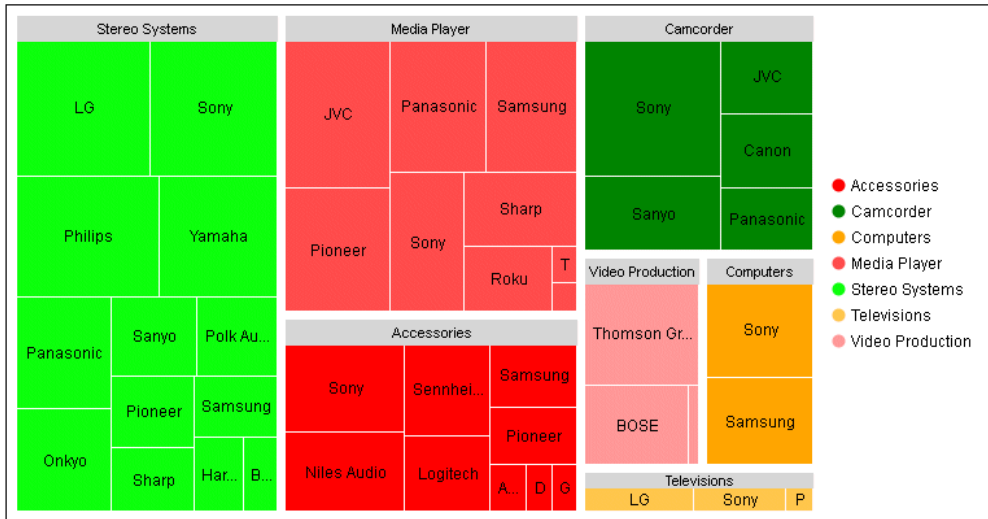 Stereo Systems
LG
Sony
Philips
Yamaha
Panasonic
Sanyo
Polk Au...
Onkyo
Pioneer
Samsung
Sharp
Har...
B...
Media Player
JVC
Panasonic
Samsung
Pioneer
Sony
Sharp
Roku
T
Accessories
Sony
Sennhei...
Samsung
Niles Audio
Logitech
Pioneer
A...
D
G
Camcorder
Sony
JVC
Canon
Sanyo
Panasonic
Video Production
Thomson Gr...
BOSE
Computers
Sony
Samsung
Televisions
LG
Sony
P
Accessories
Camcorder
Computers
Media Player
Stereo Systems
Televisions
Video Production